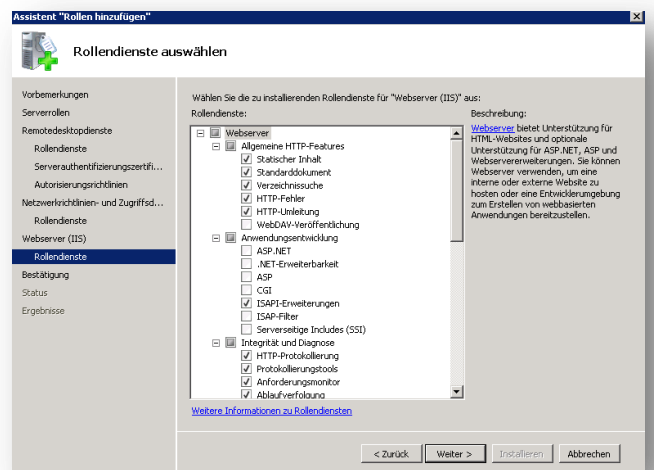 Assistent "Rollen hinzufügen"
Rollendienste auswählen
Vorbemerkungen
Serverrollen
Remotedesktopdienste
Rollendienste
Serverauthentifizierungszertifi...
Autorisierungsrichtlinien
Netzwerkrichtlinien- und Zugriffsd...
Rollendienste
Webserver (IIS)
Rollendienste
Bestätigung
Status
Ergebnisse
Wählen Sie die zu installierenden Rollendienste für "Webserver (IIS)" aus:
Rollendienste:
Webserver
Allgemeine HTTP-Features
Statischer Inhalt
Standarddokument
Verzeichnissuche
HTTP-Fehler
HTTP-Umleitung
WebDAV-Veröffentlichung
Anwendungsentwicklung
ASP.NET
.NET-Erweiterbarkeit
ASP
CGI
ISAPI-Erweiterungen
ISAP-Filter
Serverseitige Includes (SSI)
Integrität und Diagnose
HTTP-Protokollierung
Protokollierungstools
Anforderungsmonitor
Ablaufverfolgung
Weitere Informationen zu Rollendiensten
Beschreibung:
Webserver bietet Unterstützung für
HTML-Websites und optionale
Unterstützung für ASP.NET, ASP und
Webservererweiterungen. Sie können
Webserver verwenden, um eine
interne oder externe Website zu
hosten oder eine Entwicklerumgebung
zum Erstellen von webbasierten
Anwendungen bereitzustellen.
< Zurück
Weiter >
Installieren
Abbrechen